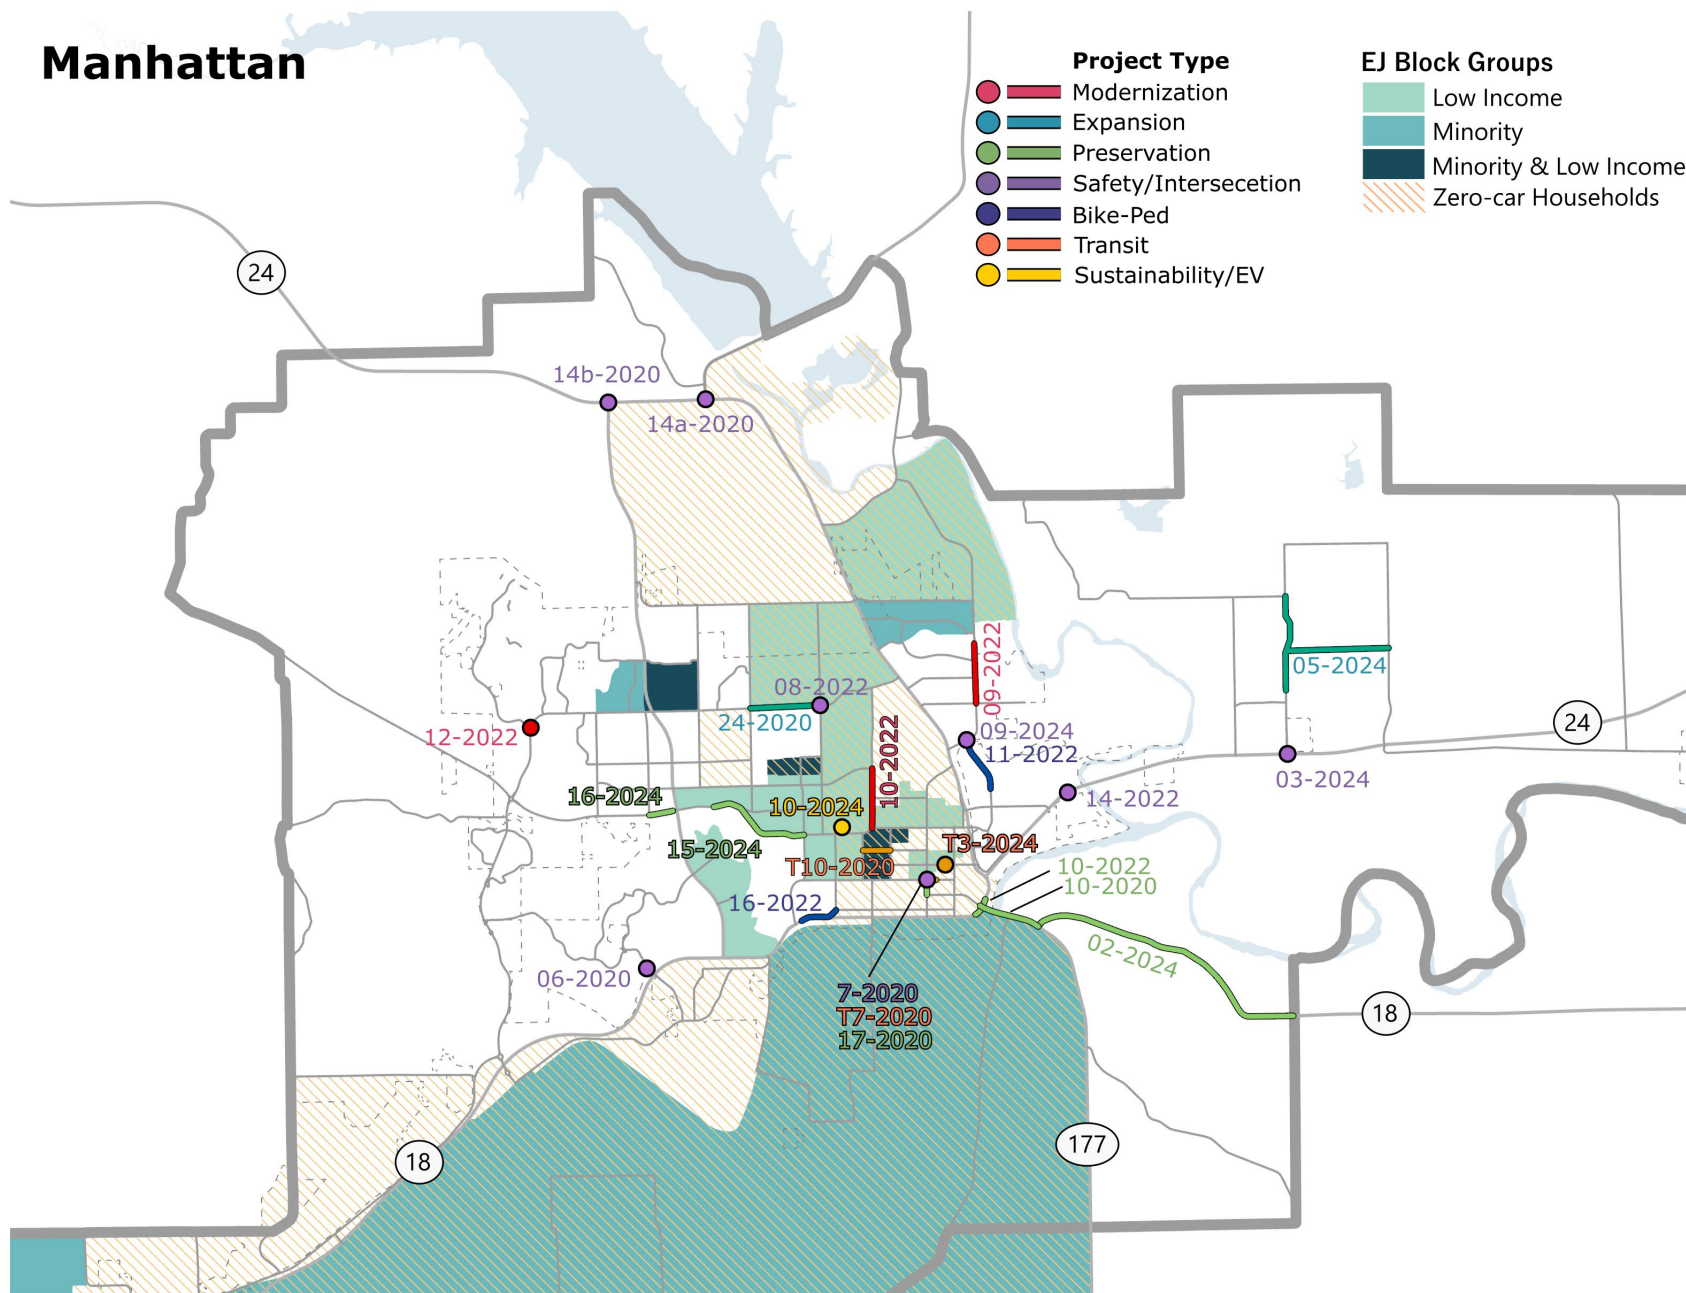 Manhattan
Project Type
Modernization
Expansion
Preservation
Safety/Intersecetion
Bike-Ped
Transit
Sustainability/EV
EJ Block Groups
Low Income
Minority
Minority & Low Income
Zero-car Households
24
14b-2020
14a-2020
09-2022
05-2024
08-2022
24-2020
12-2022
10-2022
09-2024
11-2022
24
03-2024
14-2022
16-2024
10-2024
15-2024
T10-2020
T3-2024
10-2022
10-2020
16-2022
02-2024
06-2020
7-2020
T7-2020
17-2020
18
177
18